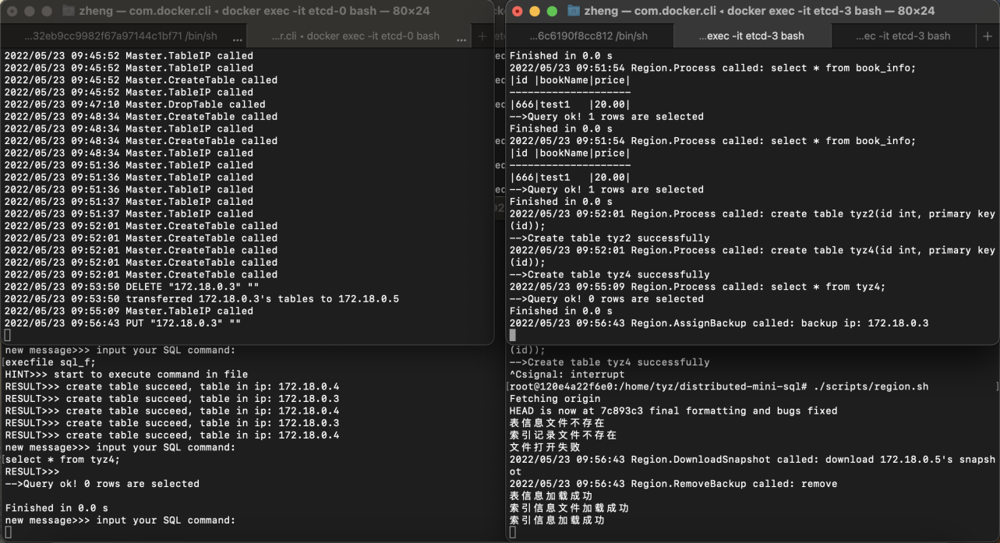 zheng — com.docker.cli ◂ docker exec -it etcd-0 bash — 80×24
...32eb9cc9982f67a97144c1bf71 /bin/sh ...
...r.cli ◂ docker exec -it etcd-0 bash ... +
2022/05/23 09:45:52 Master.TableIP called
2022/05/23 09:45:52 Master.TableIP called
2022/05/23 09:45:52 Master.CreateTable called
2022/05/23 09:45:52 Master.TableIP called
2022/05/23 09:47:10 Master.DropTable called
2022/05/23 09:48:34 Master.CreateTable called
2022/05/23 09:48:34 Master.TableIP called
2022/05/23 09:48:34 Master.CreateTable called
2022/05/23 09:48:34 Master.TableIP called
2022/05/23 09:51:36 Master.TableIP called
2022/05/23 09:51:36 Master.TableIP called
2022/05/23 09:51:36 Master.TableIP called
2022/05/23 09:51:37 Master.TableIP called
2022/05/23 09:51:37 Master.TableIP called
2022/05/23 09:52:01 Master.CreateTable called
2022/05/23 09:52:01 Master.CreateTable called
2022/05/23 09:52:01 Master.CreateTable called
2022/05/23 09:52:01 Master.CreateTable called
2022/05/23 09:52:01 Master.CreateTable called
2022/05/23 09:53:50 DELETE "172.18.0.3" ""
2022/05/23 09:53:50 transferred 172.18.0.3's tables to 172.18.0.5
2022/05/23 09:55:09 Master.TableIP called
2022/05/23 09:56:43 PUT "172.18.0.3" ""
new message>>> input your SQL command:
[execfile sql_f;
HINT>>> start to execute command in file
RESULT>>> create table succeed, table in ip: 172.18.0.4
RESULT>>> create table succeed, table in ip: 172.18.0.3
RESULT>>> create table succeed, table in ip: 172.18.0.4
RESULT>>> create table succeed, table in ip: 172.18.0.3
RESULT>>> create table succeed, table in ip: 172.18.0.4
new message>>> input your SQL command:
[select * from tyz4;
RESULT>>>
-->Query ok! 0 rows are selected
Finished in 0.0 s
new message>>> input your SQL command:
zheng — com.docker.cli ◂ docker exec -it etcd-3 bash — 80×24
...6c6190f8cc812 /bin/sh
...exec -it etcd-3 bash
...ec -it etcd-3 bash +
Finished in 0.0 s
2022/05/23 09:51:54 Region.Process called: select * from book_info;
|id |bookName|price|
--------------------
|666|test1   |20.00|
-->Query ok! 1 rows are selected
Finished in 0.0 s
2022/05/23 09:51:54 Region.Process called: select * from book_info;
|id |bookName|price|
--------------------
|666|test1   |20.00|
-->Query ok! 1 rows are selected
Finished in 0.0 s
2022/05/23 09:52:01 Region.Process called: create table tyz2(id int, primary key
(id));
-->Create table tyz2 successfully
2022/05/23 09:52:01 Region.Process called: create table tyz4(id int, primary key
(id));
-->Create table tyz4 successfully
2022/05/23 09:55:09 Region.Process called: select * from tyz4;
-->Query ok! 0 rows are selected
Finished in 0.0 s
2022/05/23 09:56:43 Region.AssignBackup called: backup ip: 172.18.0.3
(id));
-->Create table tyz4 successfully
^Csignal: interrupt
[root@120e4a22f6e0:/home/tyz/distributed-mini-sql# ./scripts/region.sh ]
Fetching origin
HEAD is now at 7c893c3 final formatting and bugs fixed
表信息文件不存在
索引记录文件不存在
文件打开失败
2022/05/23 09:56:43 Region.DownloadSnapshot called: download 172.18.0.5's snapsh
ot
2022/05/23 09:56:43 Region.RemoveBackup called: remove
表信息加载成功
索引信息文件加载成功
索引信息加载成功